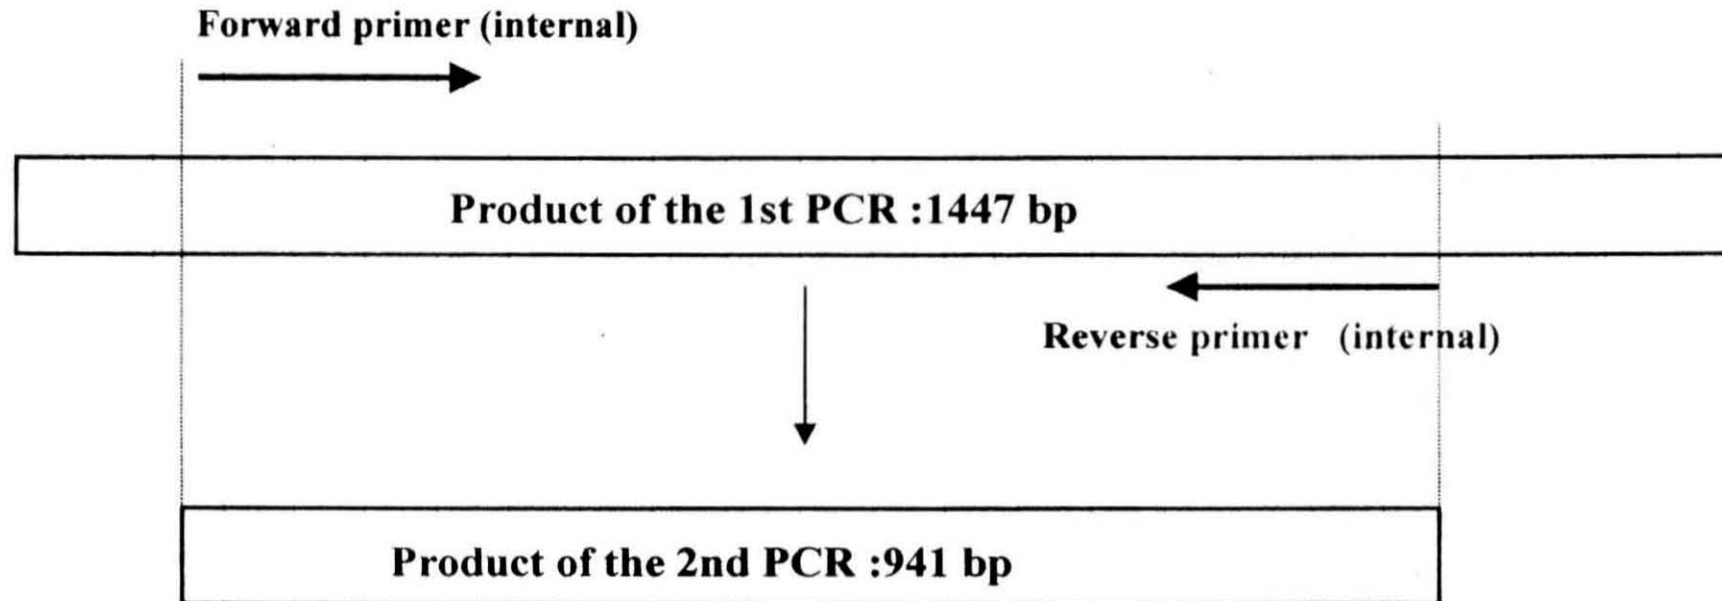 Forward primer (internal)
Product of the 1st PCR :1447 bp
Reverse primer (internal)
Product of the 2nd PCR :941 bp